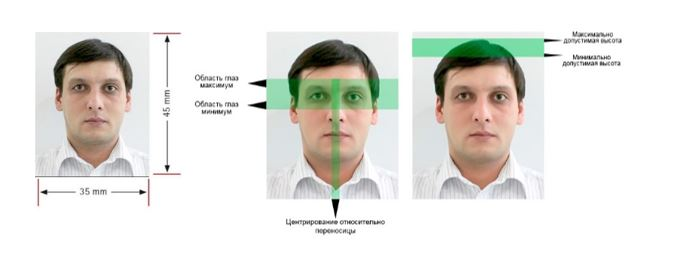 45 mm
35 mm
Область глаз
максимум
Область глаз
минимум
Центрирование относительно
переносицы
Максимально
допустимая высота
Минимально
допустимая высота